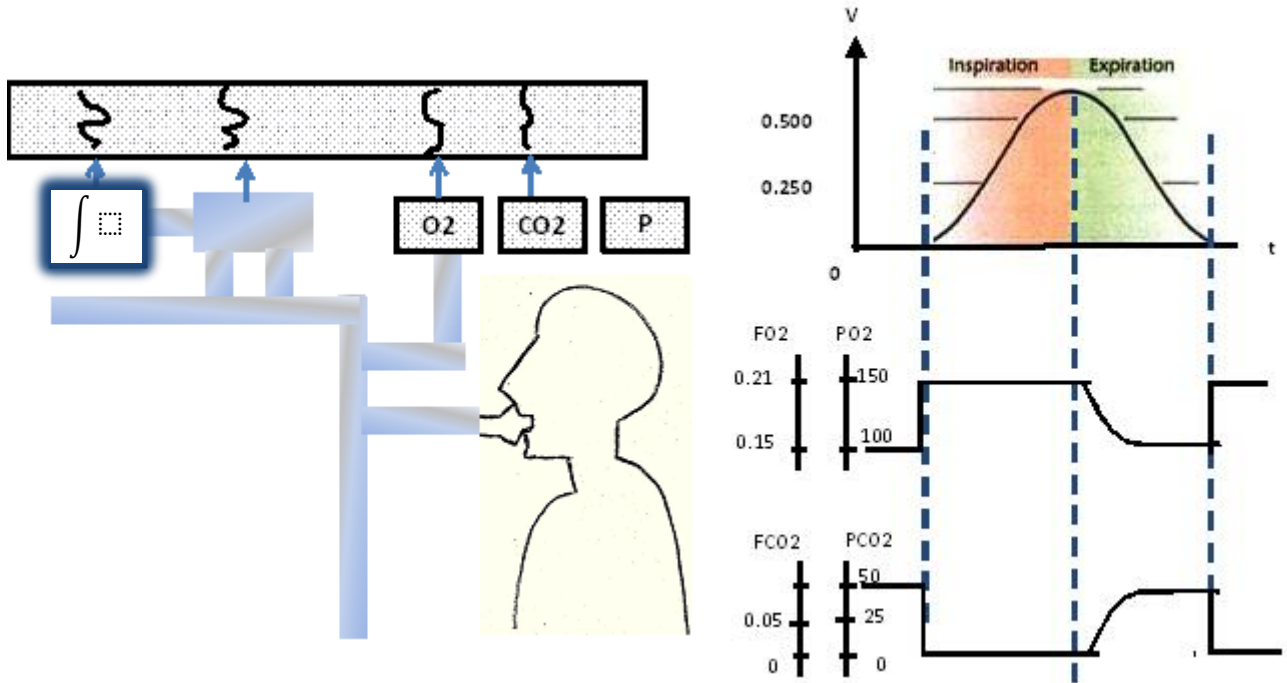 ∫
O2
CO2
P
V
Inspiration
Expiration
0.500
0.250
0
t
FO2
PO2
0.21
150
0.15
100
FCO2
PCO2
50
0.05
25
0
0